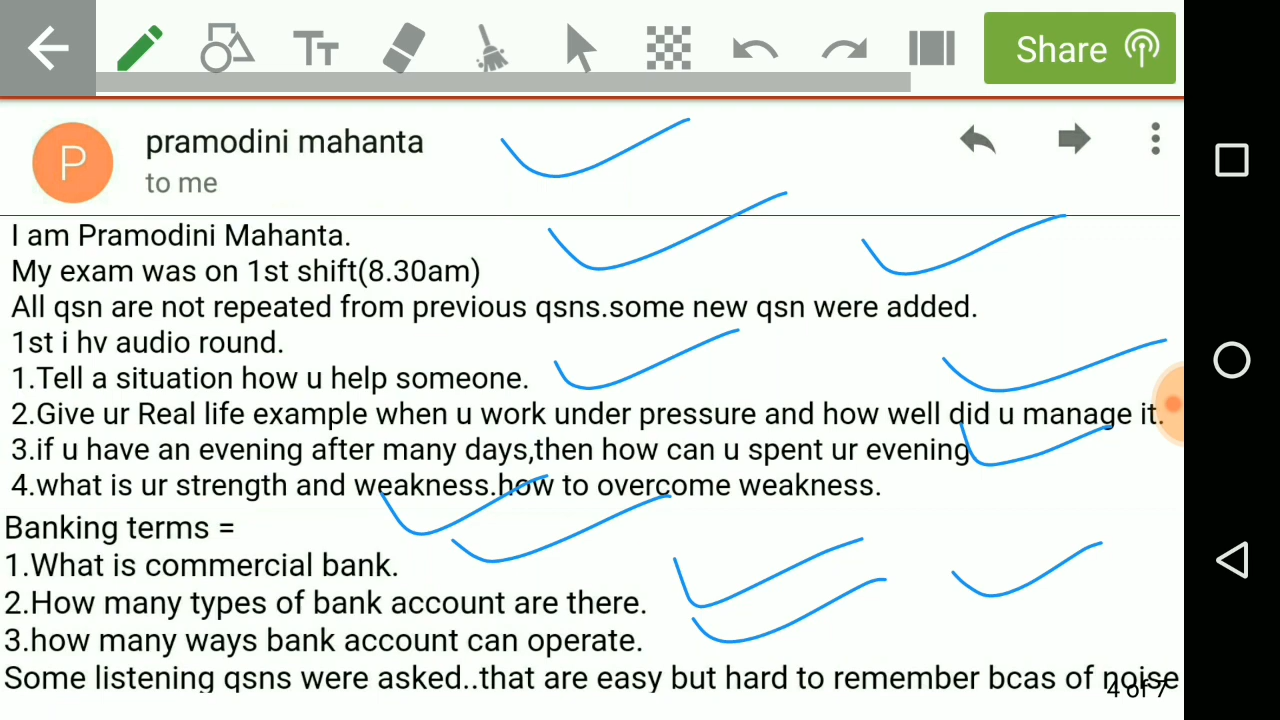 Share
P
pramodini mahanta
to me
I am Pramodini Mahanta.
My exam was on 1st shift(8.30am)
All qsn are not repeated from previous qsns.some new qsn were added.
1st i hv audio round.
1.Tell a situation how u help someone.
2.Give ur Real life example when u work under pressure and how well did u manage it.
3.if u have an evening after many days,then how can u spent ur evening
4.what is ur strength and weakness.how to overcome weakness.
Banking terms =
1.What is commercial bank.
2.How many types of bank account are there.
3.how many ways bank account can operate.
Some listening qsns were asked..that are easy but hard to remember bcas of noise
4 of 7